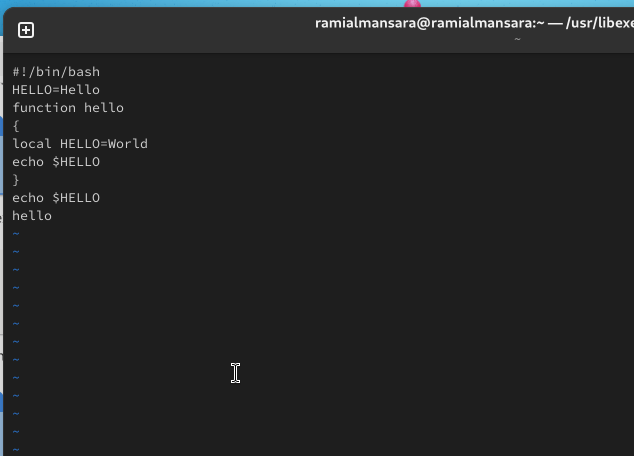 ramialmansara@ramialmansara:~ — /usr/libexe
~
#!/bin/bash
HELLO=Hello
function hello
{
local HELLO=World
echo $HELLO
}
echo $HELLO
hello
~
~
~
~
~
~
~
~
~
~
~
~
~